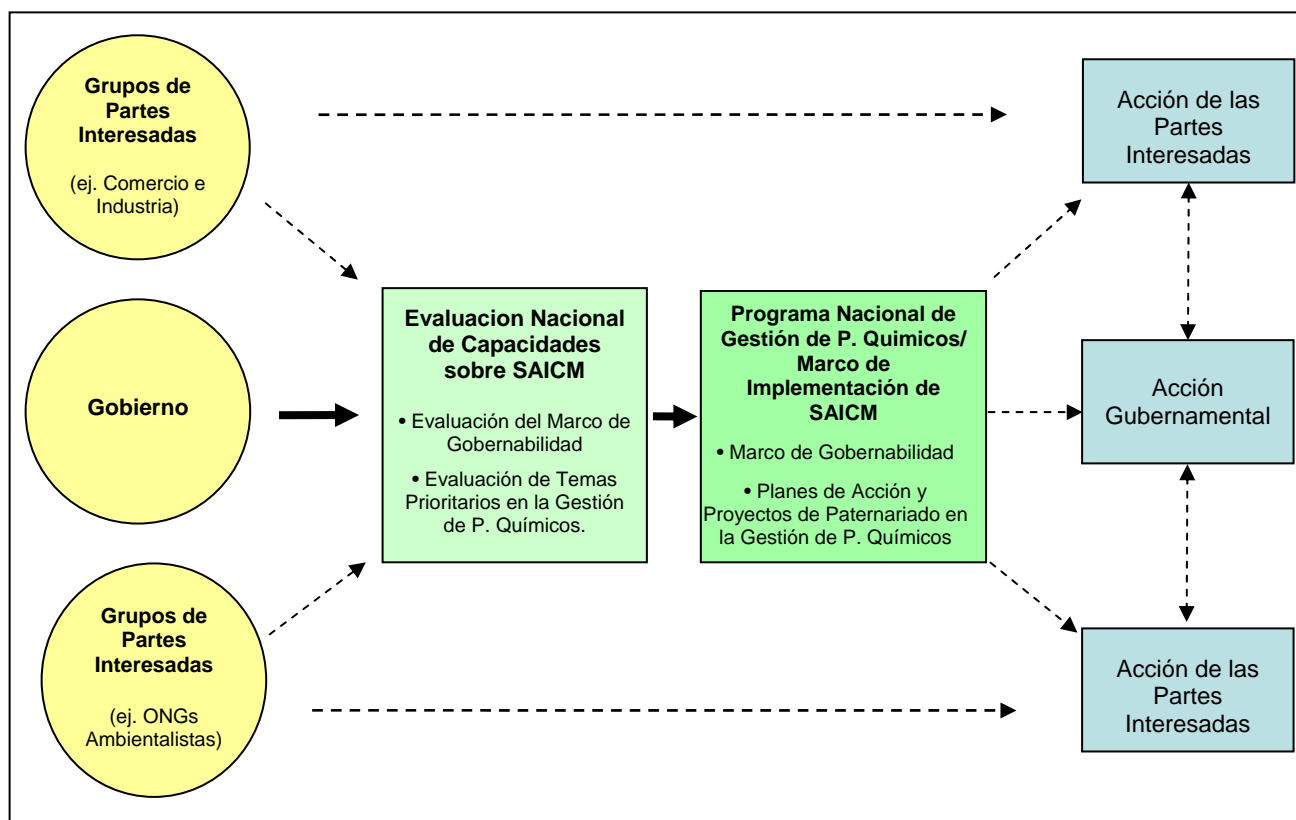 Grupos de
Partes
Interesadas
(ej. Comercio e
Industria)
Gobierno
Grupos de
Partes
Interesadas
(ej. ONGs
Ambientalistas)
Evaluacion Nacional
de Capacidades
sobre SAICM
• Evaluación del Marco de
Gobernabilidad
• Evaluación de Temas
Prioritarios en la Gestión
de P. Químicos.
Programa Nacional de
Gestión de P. Quimicos/
Marco de
Implementación de
SAICM
• Marco de Gobernabilidad
• Planes de Acción y
Proyectos de Paternariado en
la Gestión de P. Químicos
Acción de las
Partes
Interesadas
Acción
Gubernamental
Acción de las
Partes
Interesadas